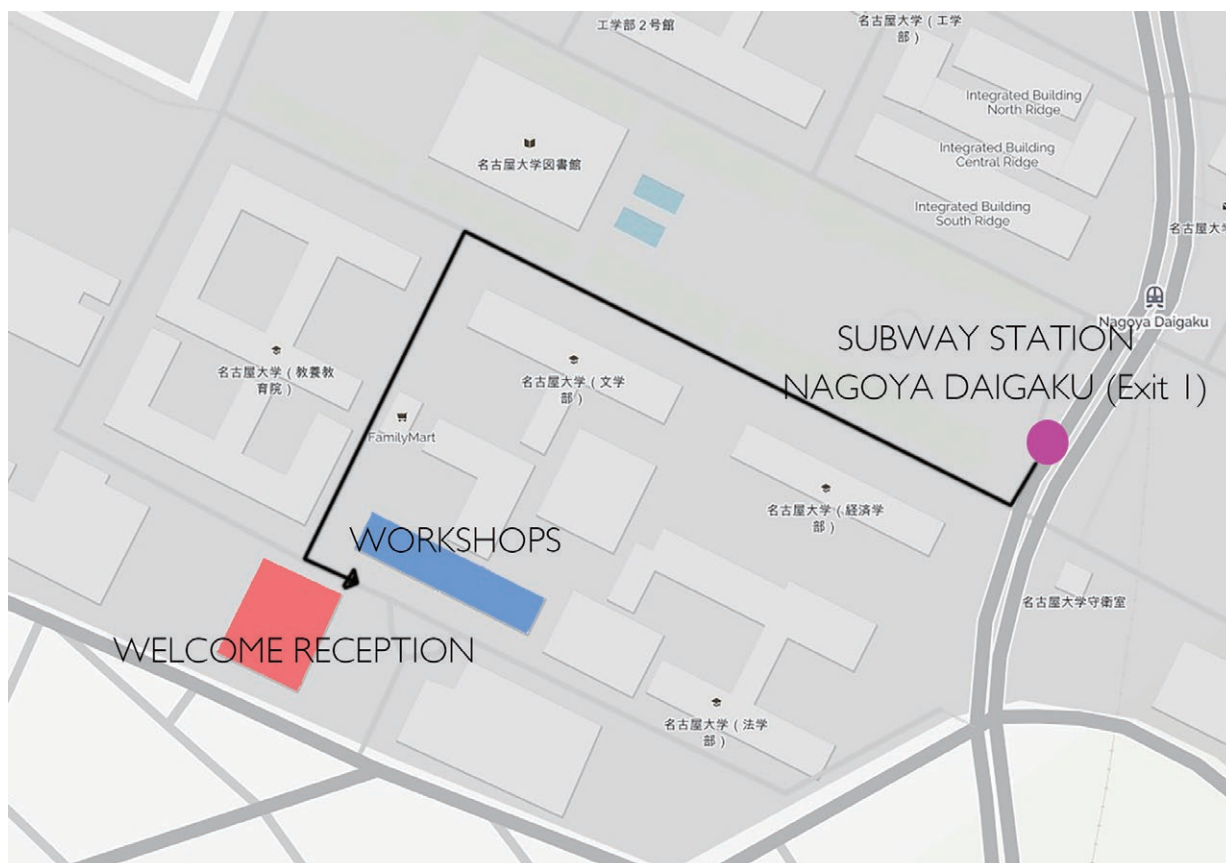 工学部2号館
名古屋大学(工学
部)
Integrated Building
North Ridge
名古屋大学図書館
Integrated Building
Central Ridge
Integrated Building
South Ridge
名古屋大学
Nagoya Daigaku
SUBWAY STATION
NAGOYA DAIGAKU (Exit 1)
名古屋大学(教養教
育院)
名古屋大学(文学
部)
FamilyMart
名古屋大学(経済学
部)
WORKSHOPS
名古屋大学守衛室
WELCOME RECEPTION
名古屋大学(法学
部)